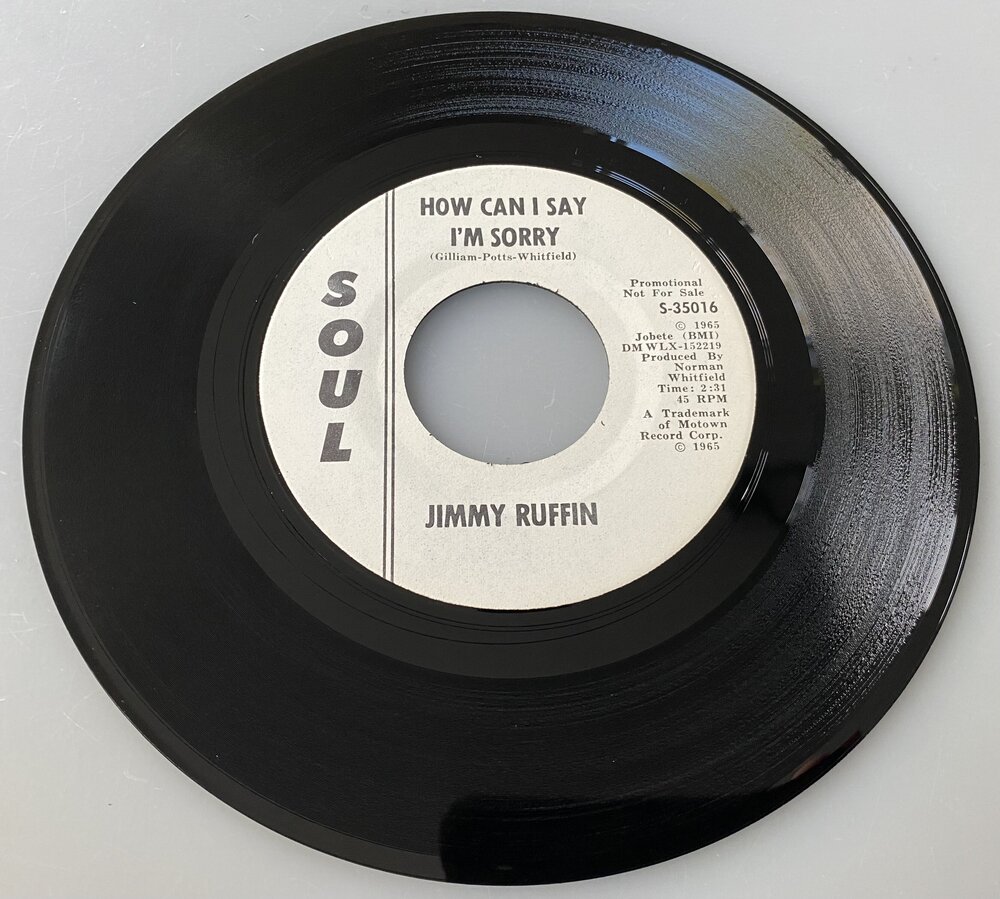 HOW CAN I SAY
I'M SORRY
(Gilliam-Potts-Whitfield)
SOUL
Promotional
Not For Sale
S-35016
© 1965
Jobete (BMI)
DM WLX-152219
Produced By
Norman
Whitfield
Time: 2:31
45 RPM
A Trademark
of Motown
Record Corp.
© 1965
JIMMY RUFFIN